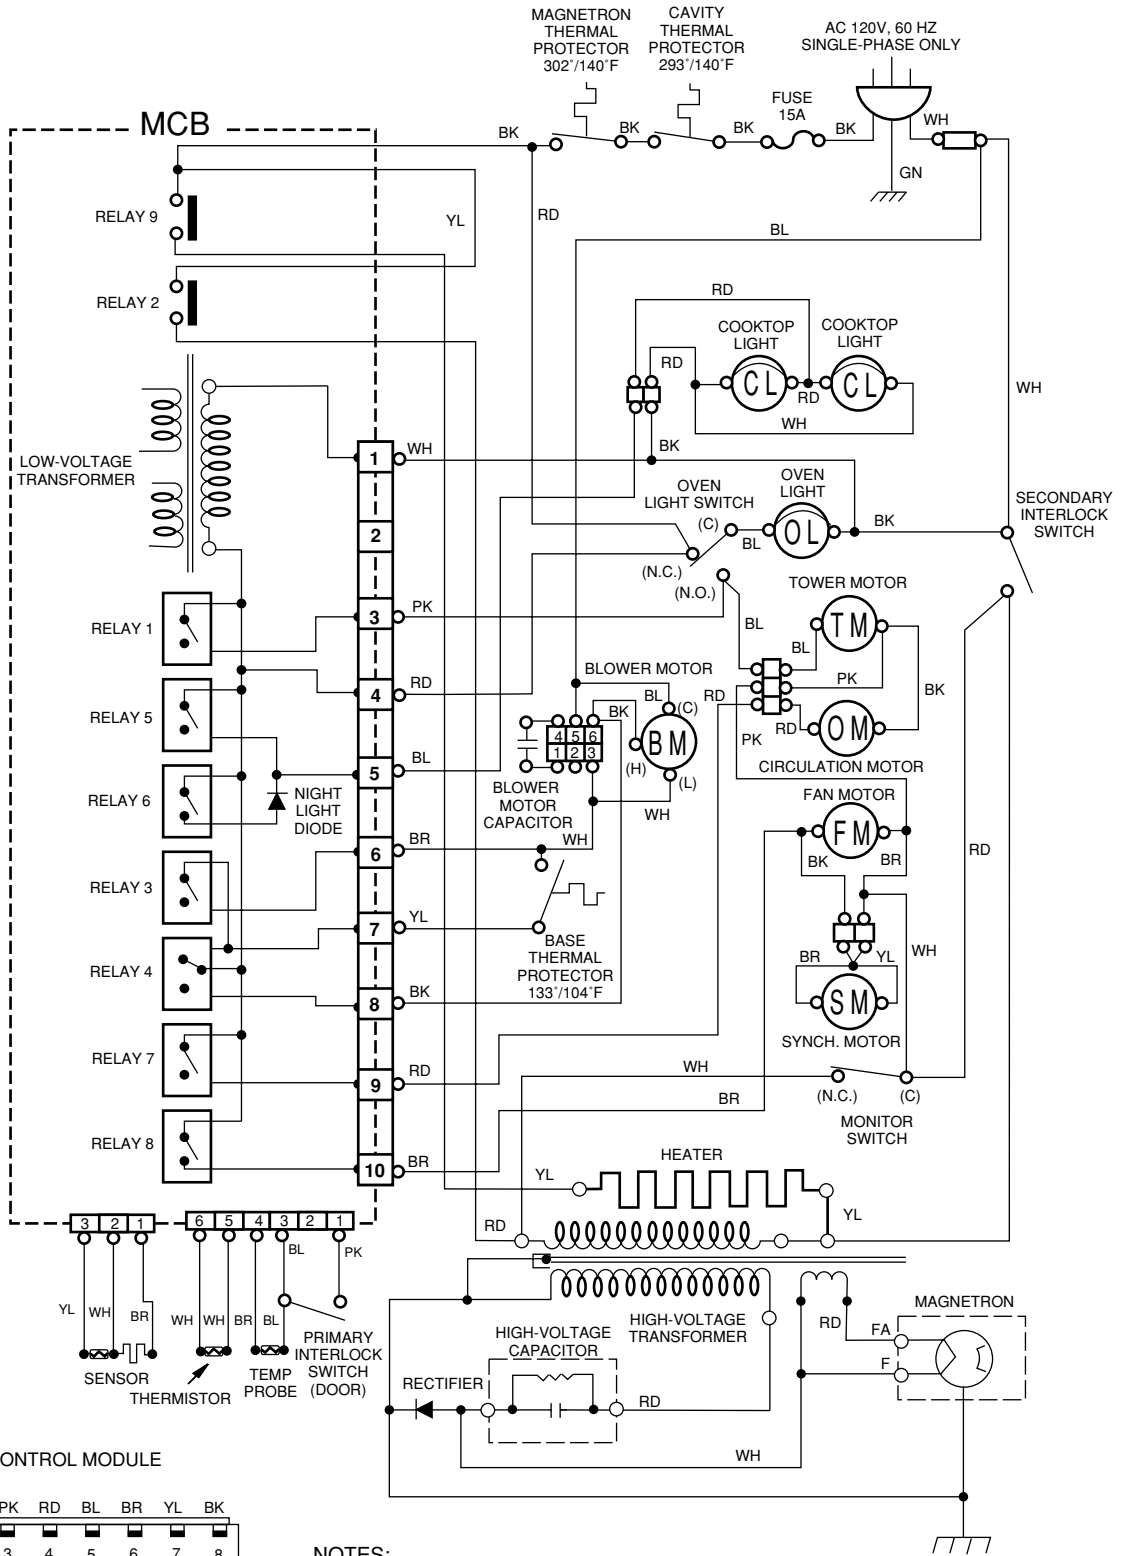 MAGNETRON
THERMAL
PROTECTOR
302˚/140˚F
CAVITY
THERMAL
PROTECTOR
293˚/140˚F
AC 120V, 60 HZ
SINGLE-PHASE ONLY
FUSE
15A
MCB
BK
BK
BK
BK
WH
GN
RELAY 9
YL
RD
BL
RELAY 2
RD
COOKTOP
LIGHT
COOKTOP
LIGHT
RD
CL
RD
CL
WH
WH
LOW-VOLTAGE
TRANSFORMER
1
WH
BK
OVEN
LIGHT SWITCH
(C)
OVEN
LIGHT
OL
BL
BK
SECONDARY
INTERLOCK
SWITCH
2
(N.C.)
(N.O.)
TOWER MOTOR
RELAY 1
3
PK
BL
TM
BL
BLOWER MOTOR
PK
4
RD
BL
(C)
RD
BK
RELAY 5
BK
BM
RD
OM
4 5 6
1 2 3
PK
(H)
(L)
CIRCULATION MOTOR
5
BL
BLOWER
MOTOR
CAPACITOR
WH
FAN MOTOR
RELAY 6
NIGHT
LIGHT
DIODE
FM
WH
6
BR
BK
BR
RD
RELAY 3
7
YL
BASE
THERMAL
PROTECTOR
133˚/104˚F
WH
BR
YL
RELAY 4
8
BK
SM
SYNCH. MOTOR
RELAY 7
9
RD
WH
(N.C.)
(C)
BR
MONITOR
SWITCH
RELAY 8
10
BR
HEATER
YL
YL
3 2 1
6 5 4 3 2 1
RD
BL
PK
YL
WH
BR
WH
WH
BR
BL
SENSOR
THERMISTOR
TEMP
PROBE
PRIMARY
INTERLOCK
SWITCH
(DOOR)
HIGH-VOLTAGE
TRANSFORMER
HIGH-VOLTAGE
CAPACITOR
RECTIFIER
RD
RD
MAGNETRON
FA
F
WH
ONTROL MODULE
PK RD BL BR YL BK
3 4 5 6 7 8
NOTES: